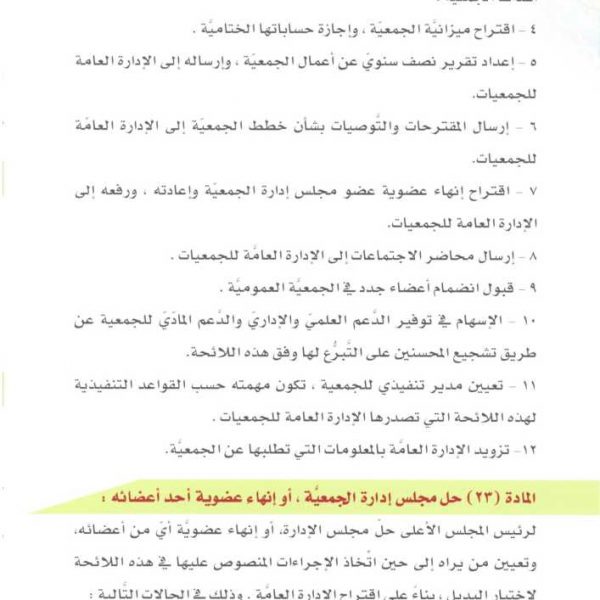 ٤ - اقتراح ميزانيَّة الجمعيّة ، وإجازة حساباتها الختاميَّة .
٥ - إعداد تقرير نصف سنويّ عن أعمال الجمعيّة ، وإرساله إلى الإدارة العامة
للجمعيات.
٦ - إرسال المقترحات والتَّوصيات بشأن خطط الجمعيّة إلى الإدارة العامّة
للجمعيات.
٧ - اقتراح إنهاء عضوية عضو مجلس إدارة الجمعيّة وإعادته ، ورفعه إلى
الإدارة العامة للجمعيات.
٨ - إرسال محاضر الاجتماعات إلى الإدارة العامَّة للجمعيات .
٩ - قبول انضمام أعضاء جدد في الجمعيَّة العموميَّة .
١٠ - الإسهام في توفير الدَّعم العلميّ والإداريّ والدَّعم المادّيّ للجمعية عن
طريق تشجيع المحسنين على التَّبرُّع لها وفق هذه اللائحة.
١١ - تعيين مدير تنفيذي للجمعية ، تكون مهمته حسب القواعد التنفيذية
لهذه اللائحة التي تصدرها الإدارة العامة للجمعيات .
١٢- تزويد الإدارة العامَّة بالمعلومات التي تطلبها عن الجمعيَّة.
المادة (٢٣) حل مجلس إدارة الجمعيَّة ، أو إنهاء عضوية أحد أعضائه :
لرئيس المجلس الأعلى حلّ مجلس الإدارة، أو إنهاء عضويَّة أيّ من أعضائه،
وتعيين من يراه إلى حين اتّخاذ الإجراءات المنصوص عليها في هذه اللائحة
لاختيار البديل ، بناءً على اقتراح الإدارة العامَّة ، وذلك في الحالات التَّالية :